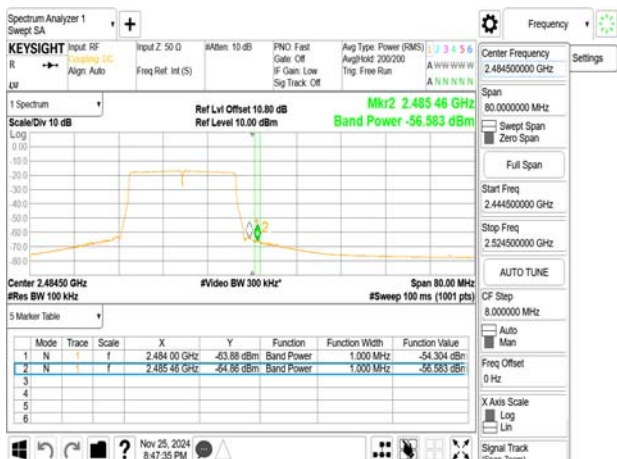 Spectrum Analyzer 1
Swept SA
Frequency
KEYSIGHT
R
Input: RF
Coupling: DC
Align: Auto
Input Z: 50 Ω
Freq Ref: Int (S)
#Atten: 10 dB
PNO: Fast
Gate: Off
IF Gain: Low
Sig Track: Off
Avg Type: Power (RMS)
Avg|Hold: 200/200
Trig: Free Run
1 2 3 4 5 6
A W W W W W
A N N N N N
1 Spectrum
Scale/Div 10 dB
Ref Lvl Offset 10.80 dB
Ref Level 10.00 dBm
Mkr2 2.485 46 GHz
Band Power -56.583 dBm
Log
0.00
-10.0
-20.0
-30.0
-40.0
-50.0
-60.0
-70.0
-80.0
2
Center 2.48450 GHz
#Res BW 100 kHz
#Video BW 300 kHz*
Span 80.00 MHz
#Sweep 100 ms (1001 pts)
5 Marker Table
Mode Trace Scale X Y Function Function Width Function Value
1 N 1 f 2.484 00 GHz -63.88 dBm Band Power 1.000 MHz -54.304 dBm
2 N 1 f 2.485 46 GHz -64.86 dBm Band Power 1.000 MHz -56.583 dBm
3
4
5
6
Nov 25, 2024
8:47:35 PM
Center Frequency
2.484500000 GHz
Settings
Span
80.0000000 MHz
Swept Span
Zero Span
Full Span
Start Freq
2.444500000 GHz
Stop Freq
2.524500000 GHz
AUTO TUNE
CF Step
8.000000 MHz
Auto
Man
Freq Offset
0 Hz
X Axis Scale
Log
Lin
Signal Track